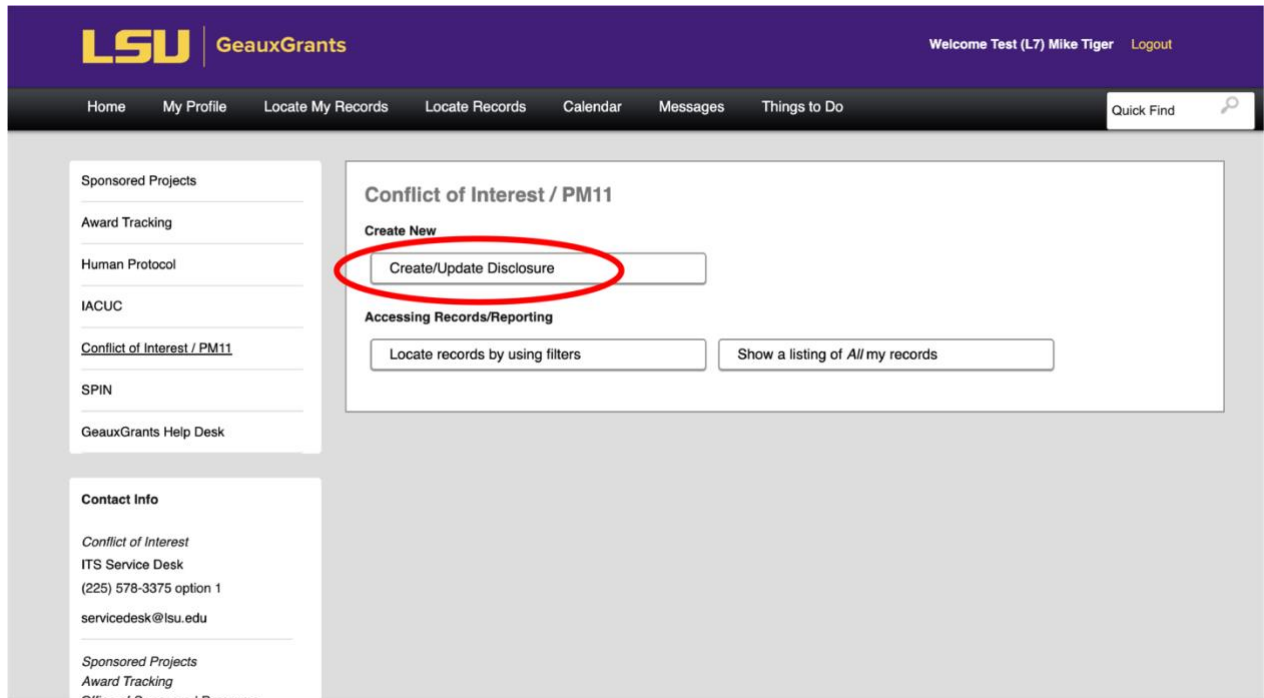 LSU GeauxGrants
Welcome Test (L7) Mike Tiger Logout
Home My Profile Locate My Records Locate Records Calendar Messages Things to Do
Quick Find
Sponsored Projects
Award Tracking
Human Protocol
IACUC
Conflict of Interest / PM11
SPIN
GeauxGrants Help Desk
Contact Info
Conflict of Interest
ITS Service Desk
(225) 578-3375 option 1
servicedesk@lsu.edu
Sponsored Projects
Award Tracking
Conflict of Interest / PM11
Create New
Create/Update Disclosure
Accessing Records/Reporting
Locate records by using filters
Show a listing of All my records